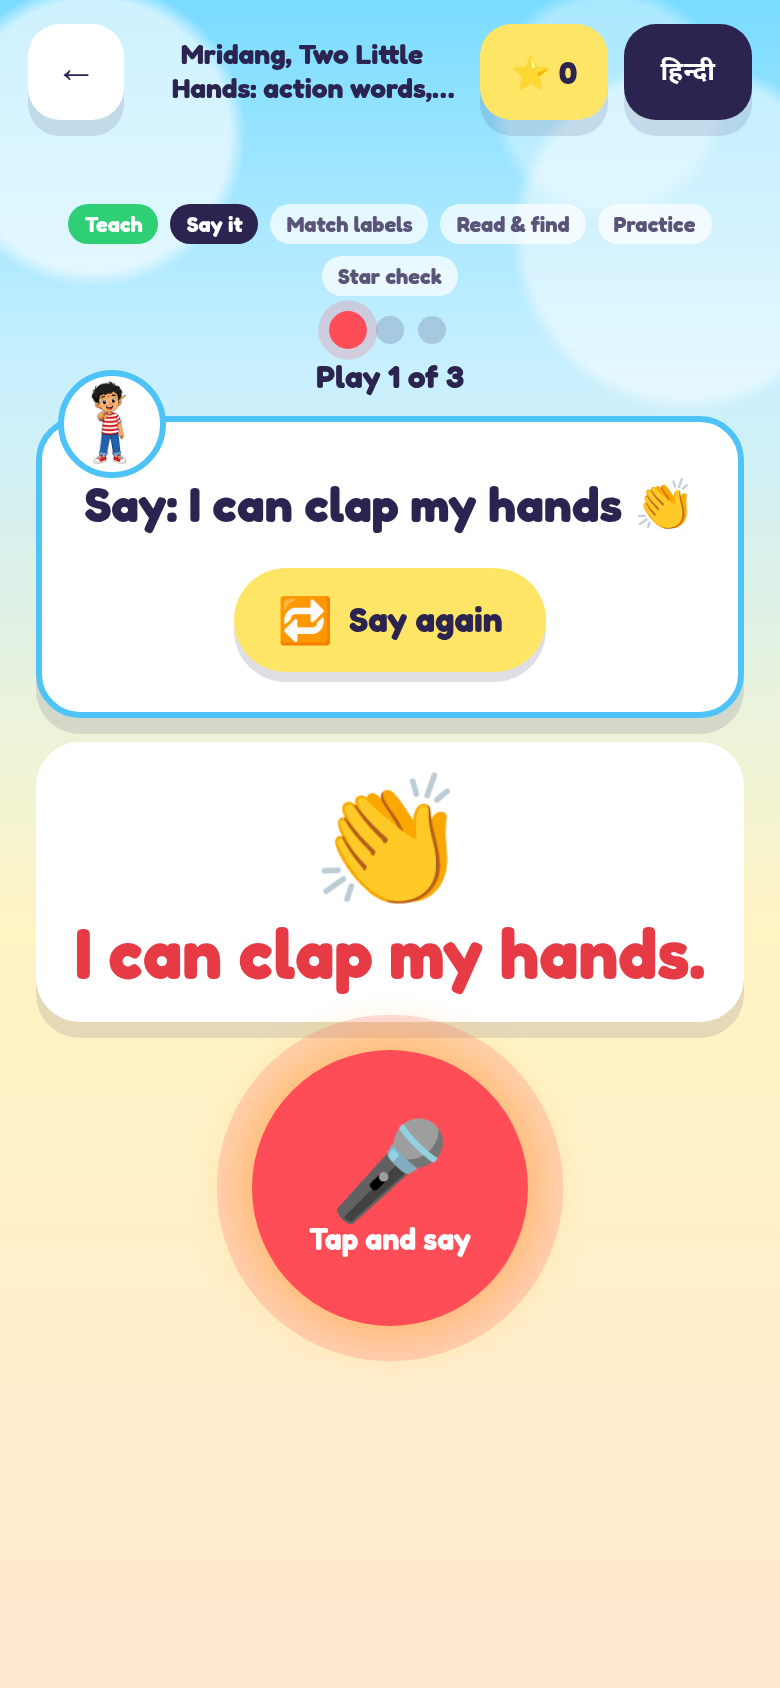 ←
Mridang, Two Little
Hands: action words,...
0
हिन्दी
Teach
Say it
Match labels
Read & find
Practice
Star check
Play 1 of 3
Say: I can clap my hands
Say again
I can clap my hands.
Tap and say